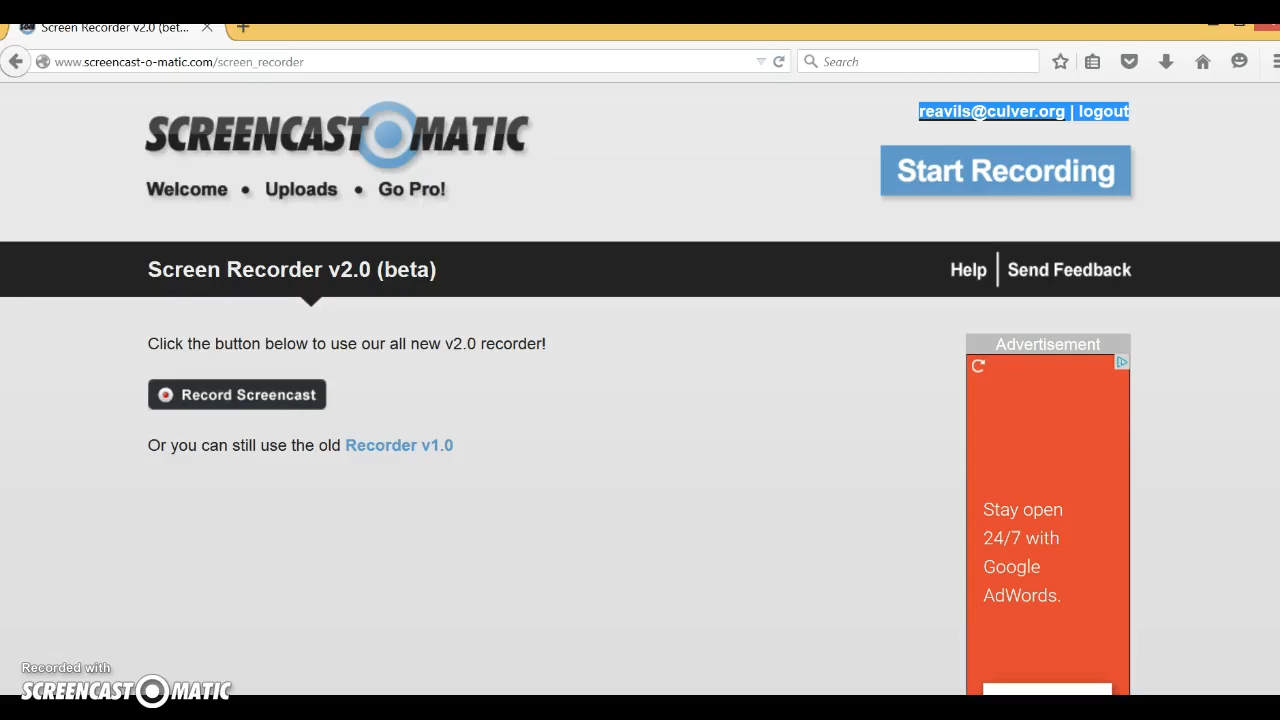 Screen Recorder v2.0 (bet...
www.screencast-o-matic.com/screen_recorder
Search
reavils@culver.org | logout
SCREENCAST O MATIC
Start Recording
Welcome • Uploads • Go Pro!
Screen Recorder v2.0 (beta)
Help | Send Feedback
Click the button below to use our all new v2.0 recorder!
Advertisement
Record Screencast
Or you can still use the old Recorder v1.0
Stay open
24/7 with
Google
AdWords.
Recorded with
SCREENCAST O MATIC